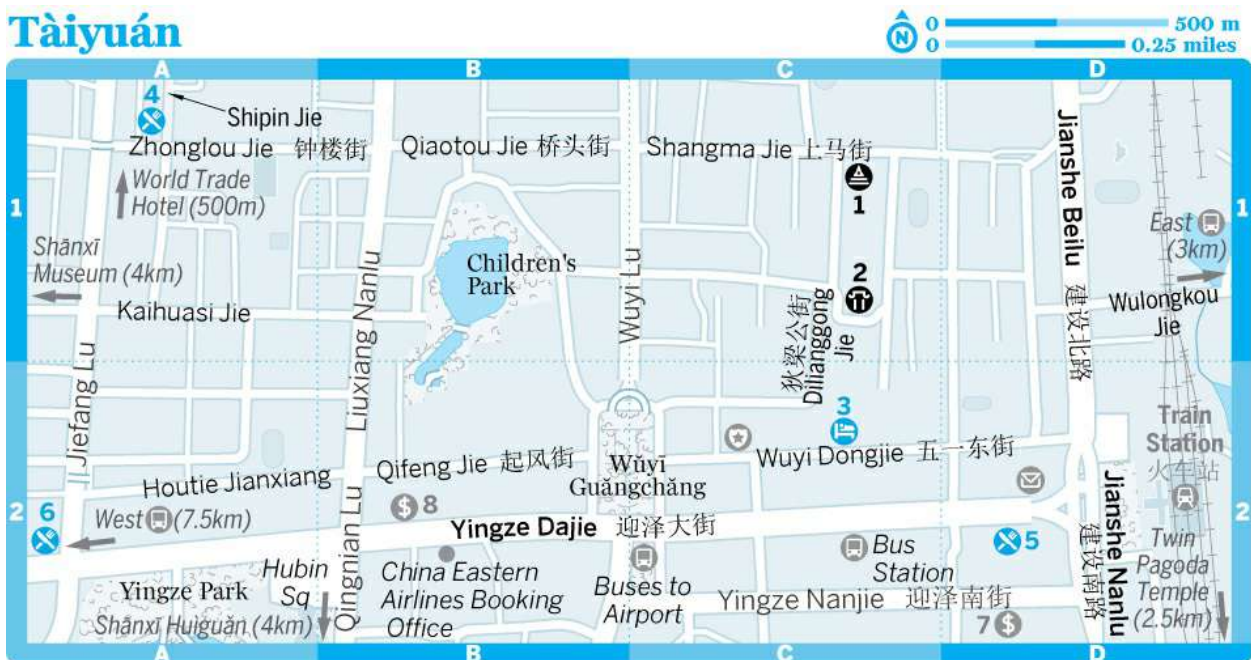 Tàiyuán
0 500 m
N 0 0.25 miles
A B C D
4
Shipin Jie
Zhonglou Jie 钟楼街 Qiaotou Jie 桥头街 Shangma Jie 上马街
World Trade
Hotel (500m)
1
1 1
Jianshe Beilu 建设北路
East
(3km)
Shānxī
Museum (4km)
Children's
Park
2
Wuyi Lu
狄梁公街
Dilianggong
Jie
Kaihuasi Jie
Wulongkou
Jie
Liuxiang Nanlu
Jiefang Lu
3
Train
Station
火车站
Houtie Jianxiang
Qifeng Jie 起风街
Wǔyī
Guǎngchǎng
Wuyi Dongjie 五一东街
2 2
6
West (7.5km)
$ 8
Yingze Dajie 迎泽大街
5
Jianshe Nanlu
建设南路
Twin
Pagoda
Temple
(2.5km)
Yingze Park
Hubin
Sq
Shānxī Huìguǎn (4km)
Qingnian Lu
China Eastern
Airlines Booking
Office
Buses to
Airport
Bus
Station
Yingze Nanjie 迎泽南街
7 $
A B C D